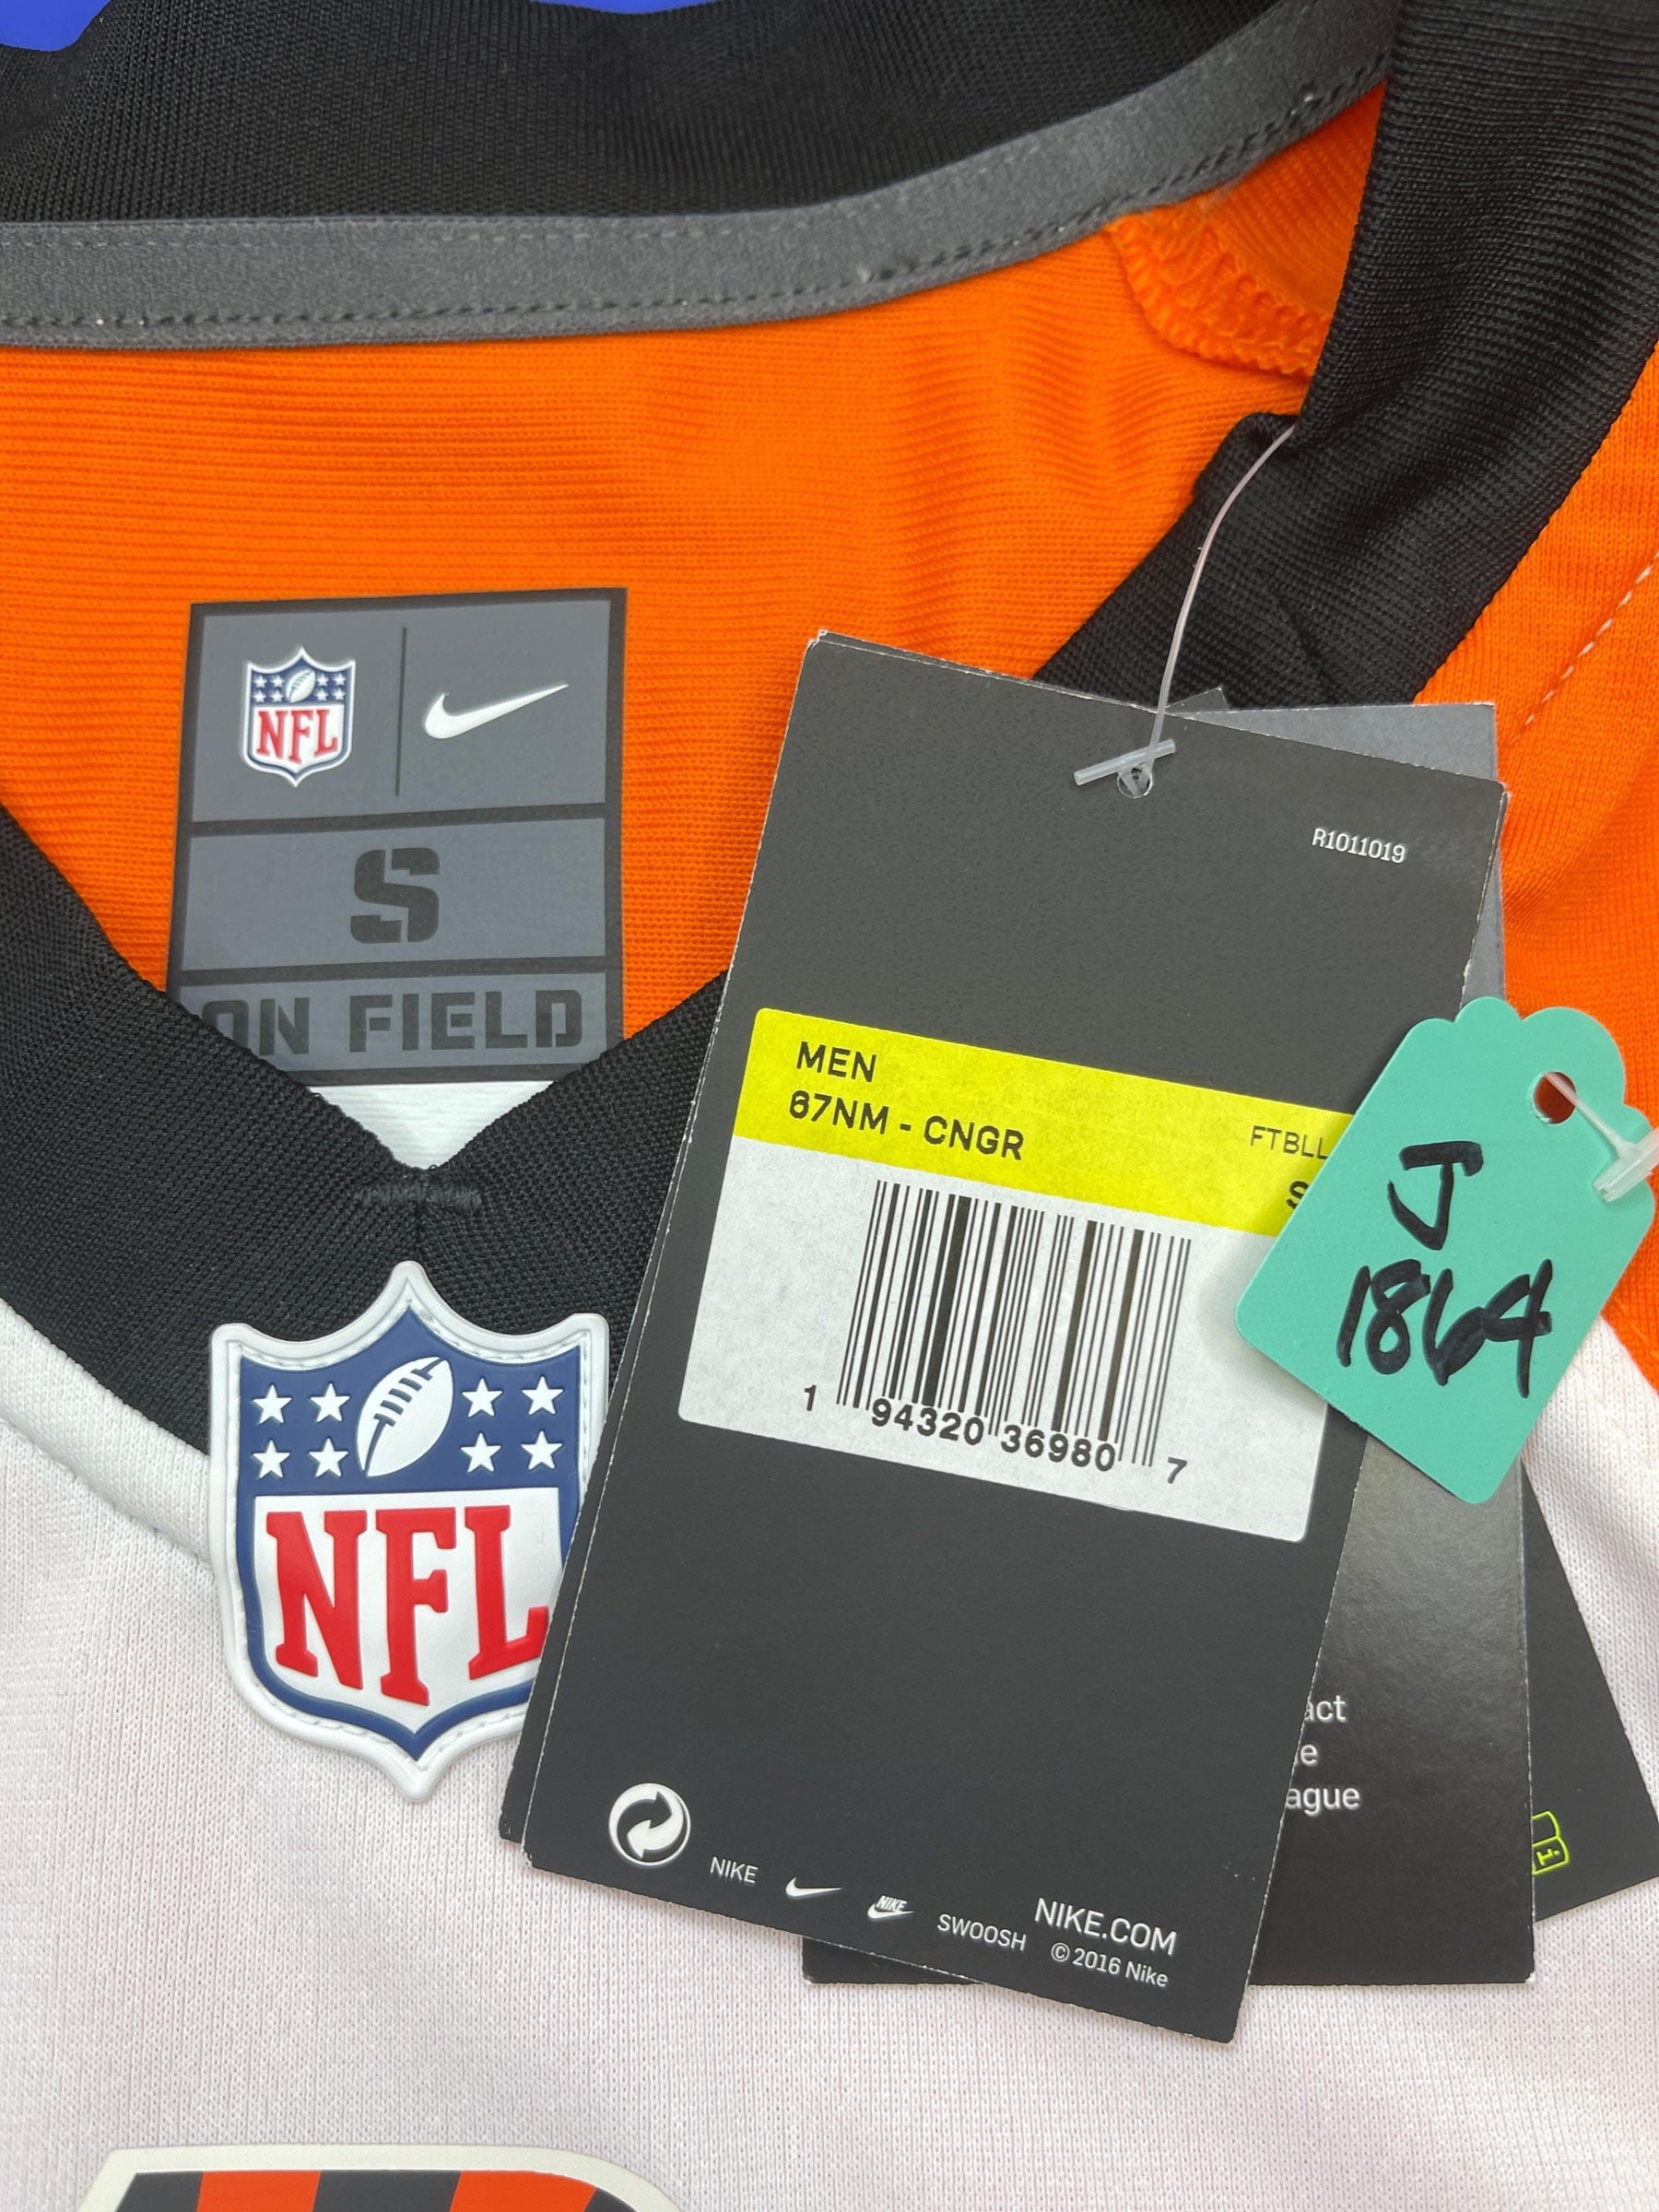 NFL
S
ON FIELD
R1011019
MEN
67NM - CNGR
FTBLL
S
1 94320 36980 7
J
1864
NFL
act
e
ague
NIKE
NIKE
SWOOSH
NIKE.COM
© 2016 Nike